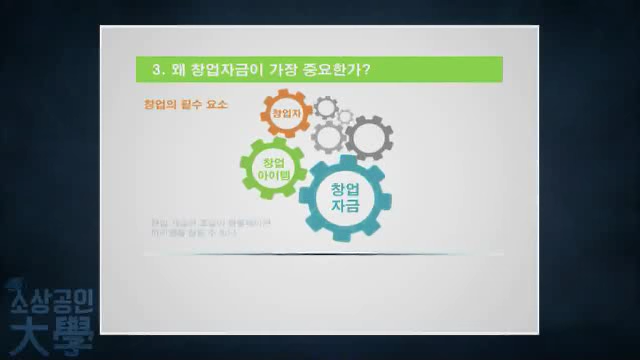 3. 왜 창업자금이 가장 중요한가?
창업의 필수 요소
창업자
창업
아이템
창업
자금
소상공인
大學